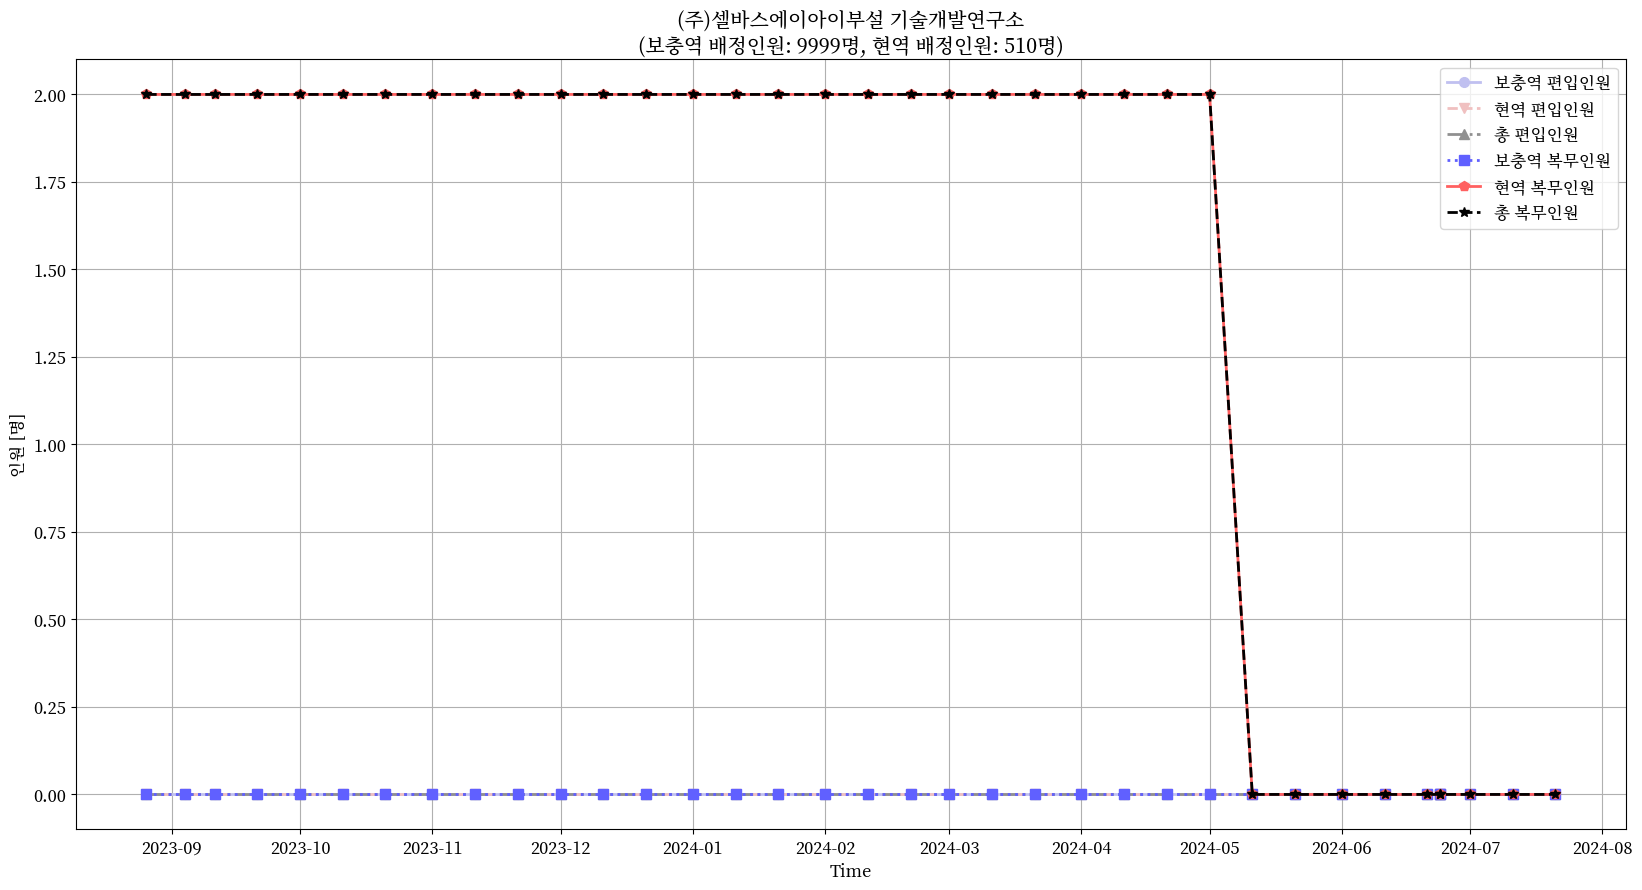 (주)셀바스에이아이부설 기술개발연구소
(보충역 배정인원: 9999명, 현역 배정인원: 510명)
보충역 편입인원
현역 편입인원
총 편입인원
보충역 복무인원
현역 복무인원
총 복무인원
2.00
1.75
1.50
1.25
1.00
0.75
0.50
0.25
0.00
인원 [명]
2023-09 2023-10 2023-11 2023-12 2024-01 2024-02 2024-03 2024-04 2024-05 2024-06 2024-07 2024-08
Time